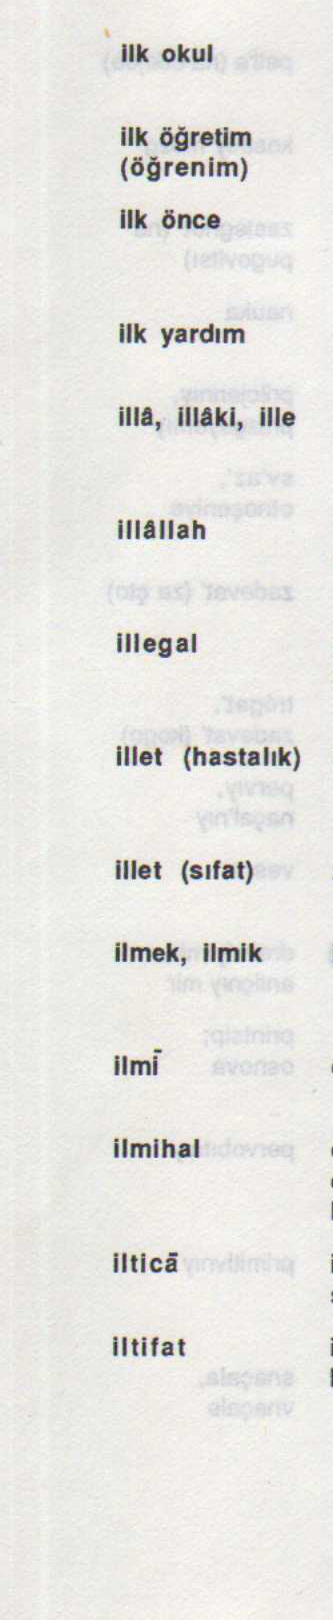 ilk okul
ilk öğretim
(öğrenim)
ilk önce
ilk yardım
illâ, illâki, ille
illâllah
illegal
illet (hastalık)
illet (sıfat)
ilmek, ilmik
ilmī
ilmihal
ilticā
iltifat